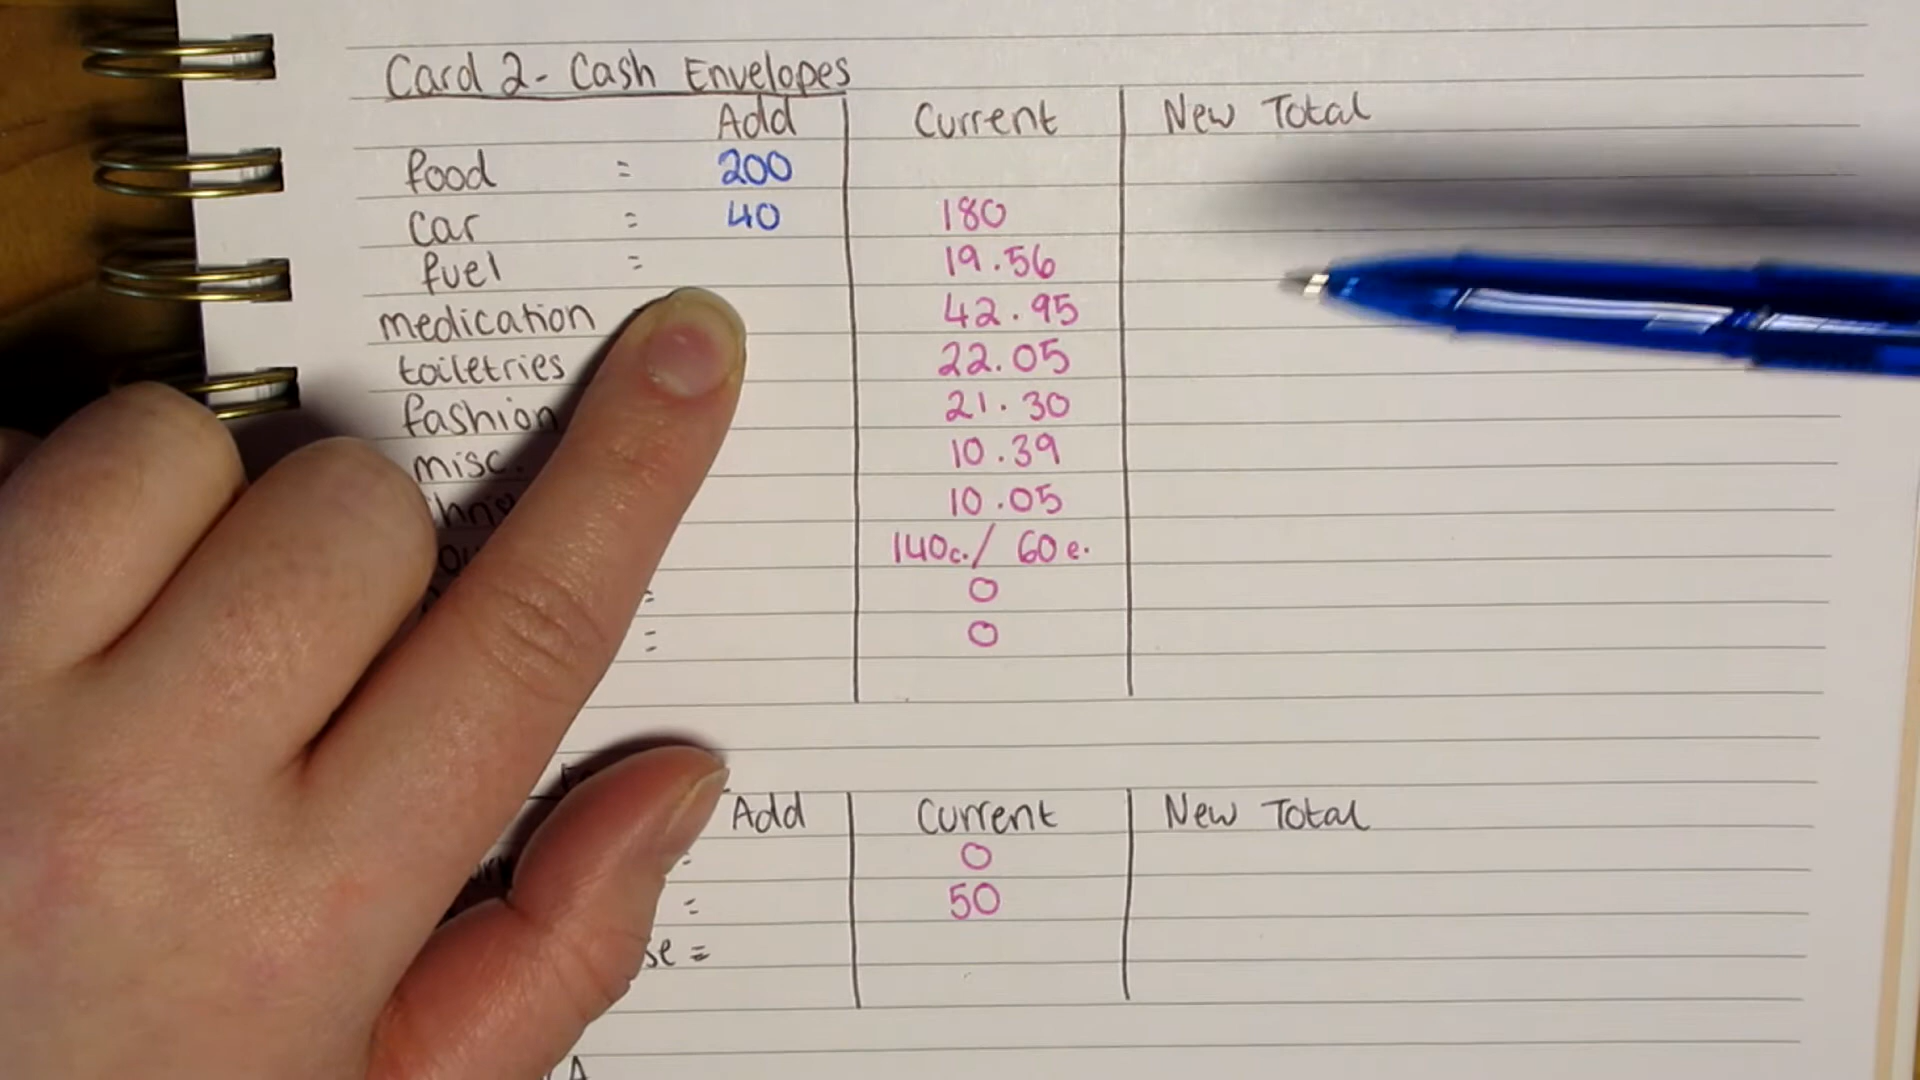 Card 2 - Cash Envelopes
Add Current New Total
food = 200
car = 40 180
fuel = 19.56
medication 42.95
toiletries 22.05
fashion 21.30
misc. 10.39
10.05
140c./ 60e.
= 0
= 0
Add Current New Total
= 0
= 50
=